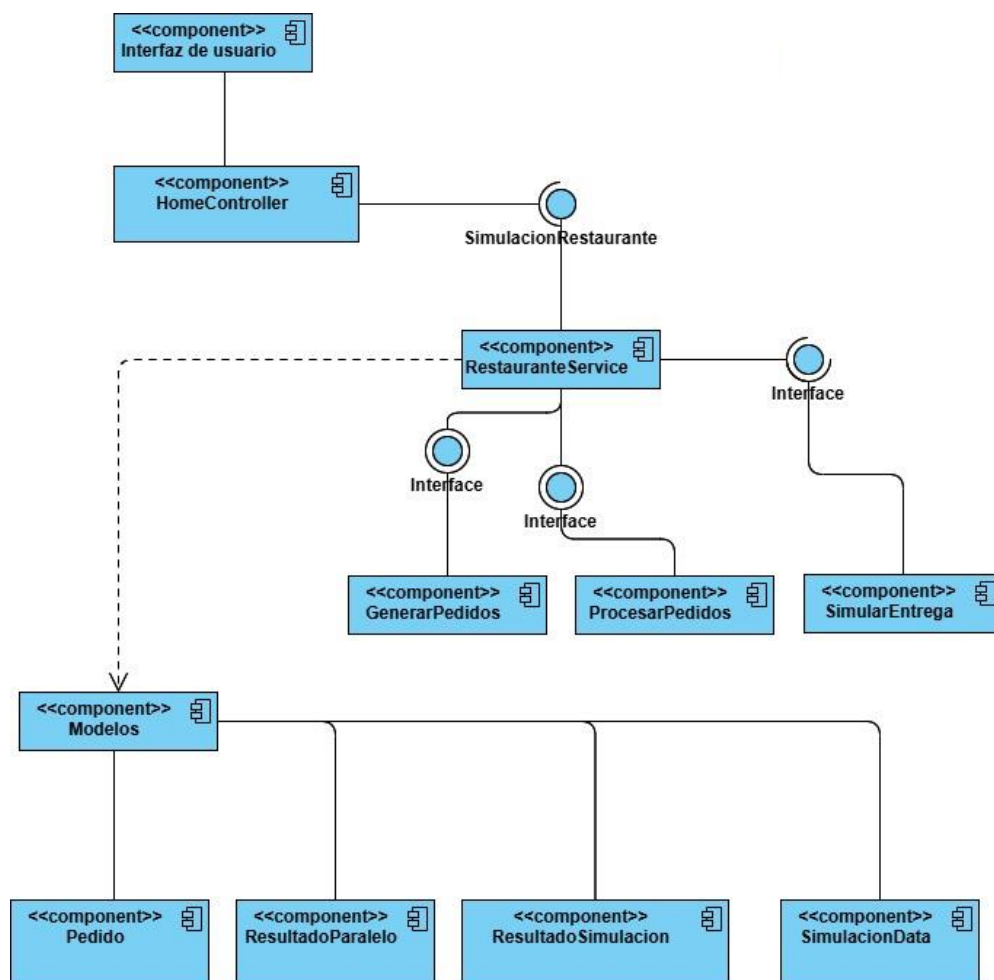 <<component>>
Interfaz de usuario
<<component>>
HomeController
SimulacionRestaurante
<<component>>
RestauranteService
Interface
Interface
Interface
<<component>>
GenerarPedidos
<<component>>
ProcesarPedidos
<<component>>
SimularEntrega
<<component>>
Modelos
<<component>>
Pedido
<<component>>
ResultadoParalelo
<<component>>
ResultadoSimulacion
<<component>>
SimulacionData